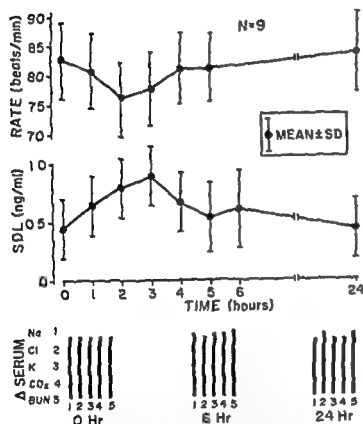 N=9
RATE (beats/min)
90
85
80
75
70
MEAN±SD
SDL (ng/ml)
1.0
0.5
0
0 1 2 3 4 5 6 24
TIME (hours)
Δ SERUM
Na 1
Cl 2
K 3
CO₂ 4
BUN 5
1 2 3 4 5 1 2 3 4 5 1 2 3 4 5
0 Hr 6 Hr 24 Hr